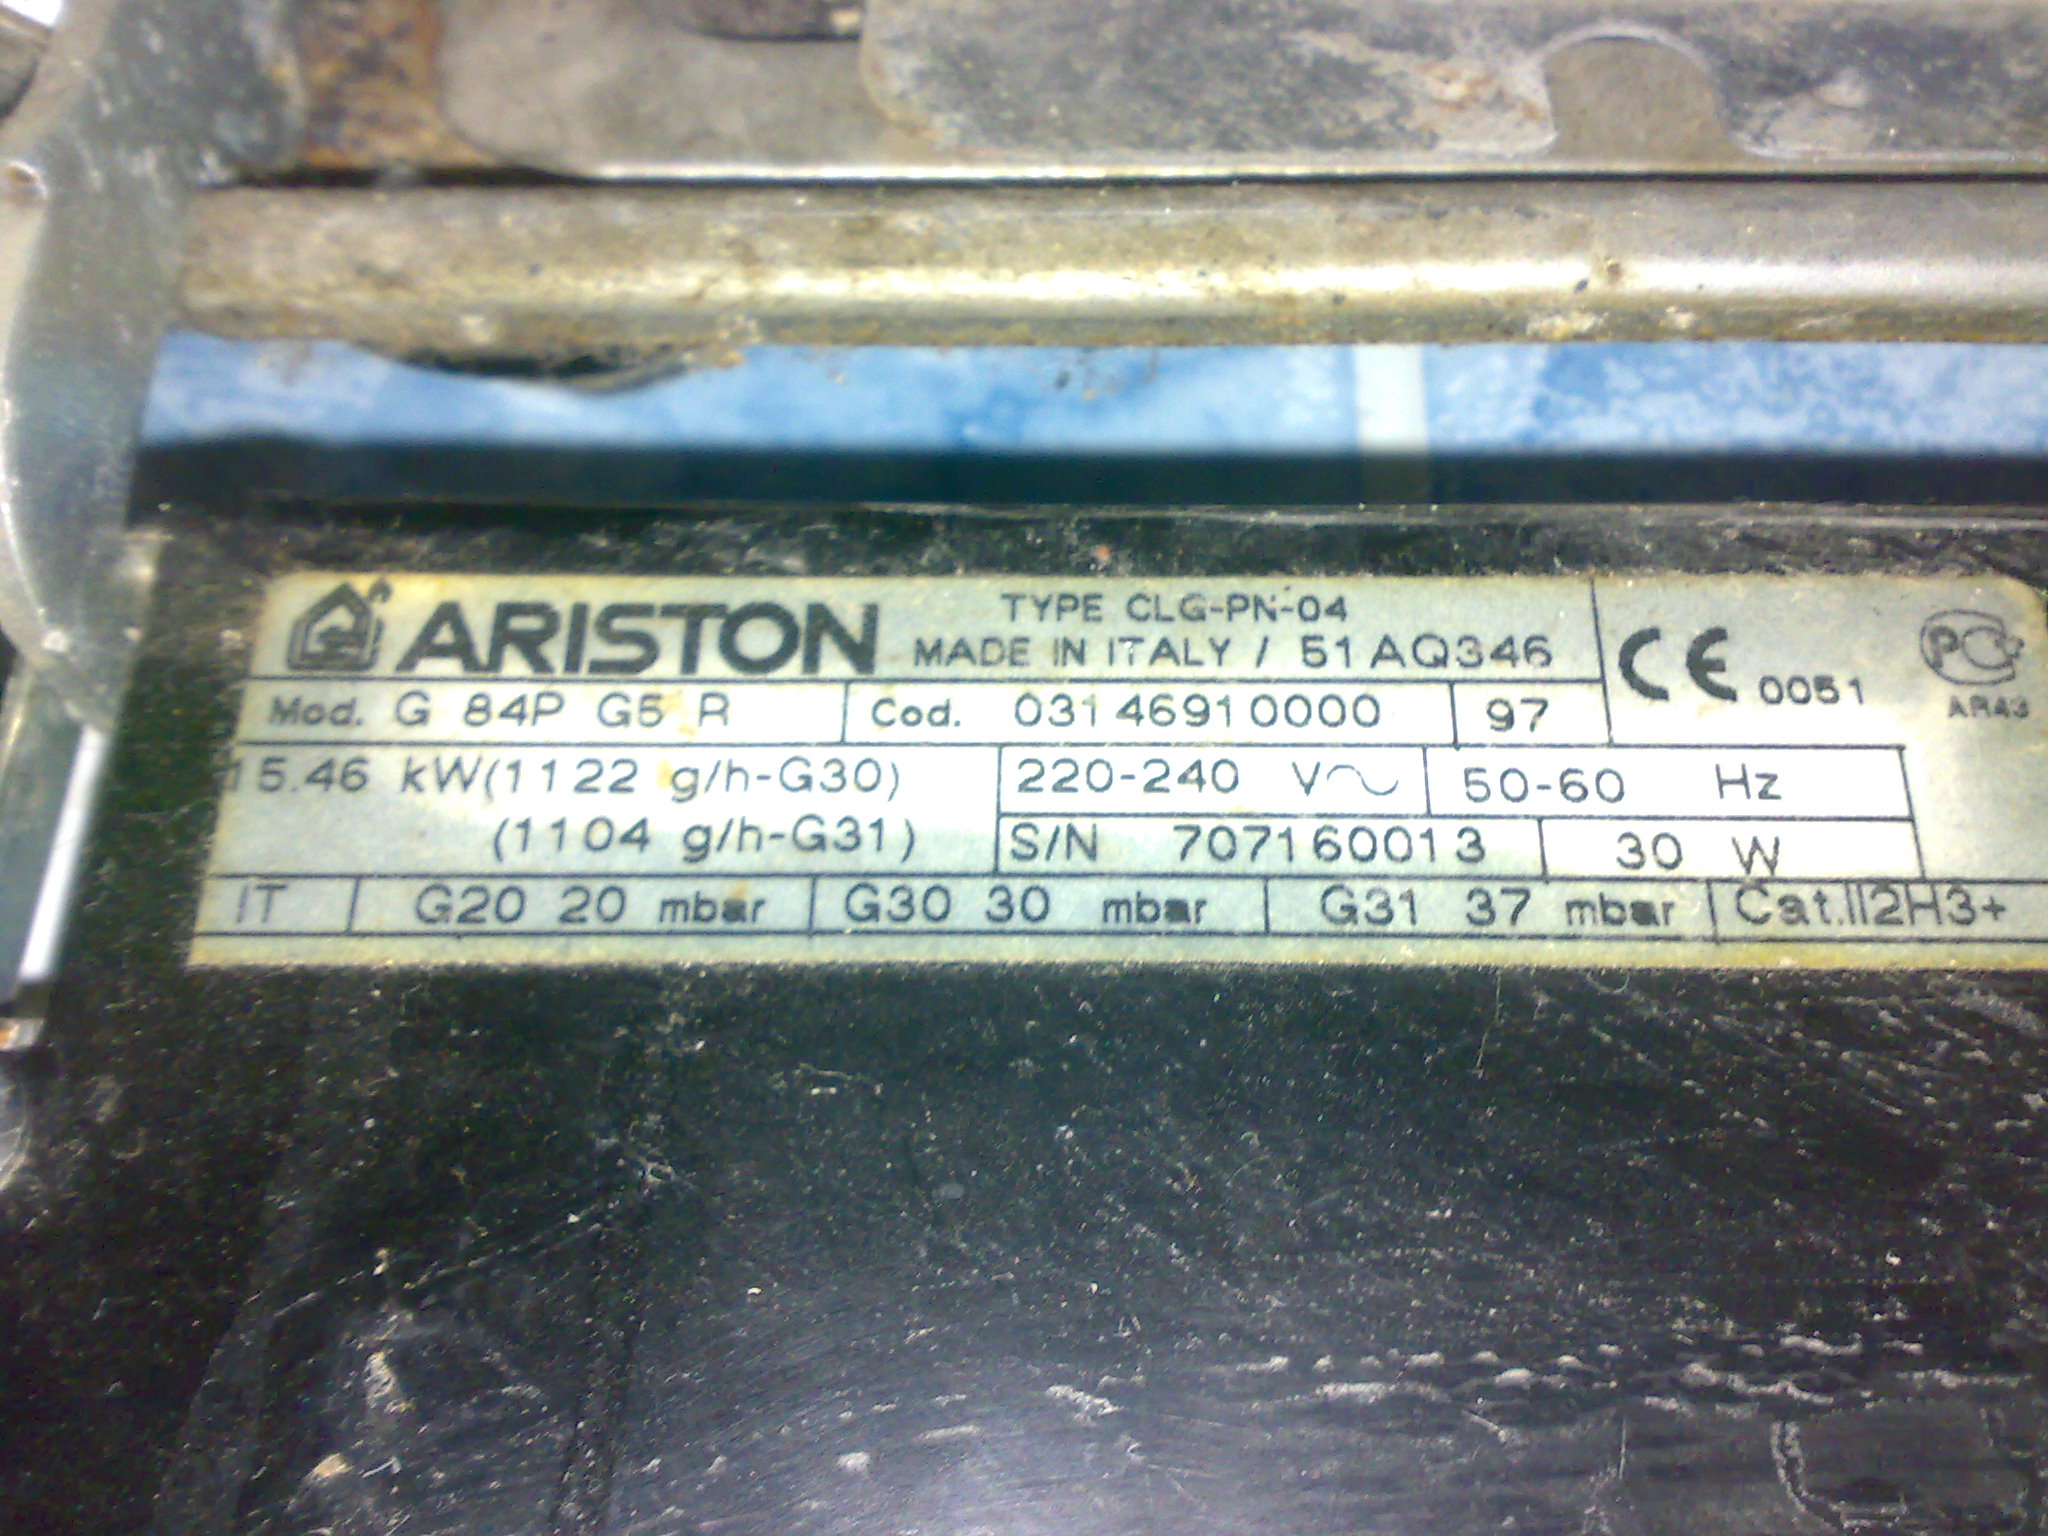 ARISTON TYPE CLG-PN-04
MADE IN ITALY / 51AQ346
CE 0051
PC
AR43
Mod. G 84P G5 R Cod. 03146910000 97
15.46 kW(1122 g/h-G30) 220-240 V~ 50-60 Hz
(1104 g/h-G31) S/N 707160013 30 W
IT G20 20 mbar G30 30 mbar G31 37 mbar Cat.II2H3+